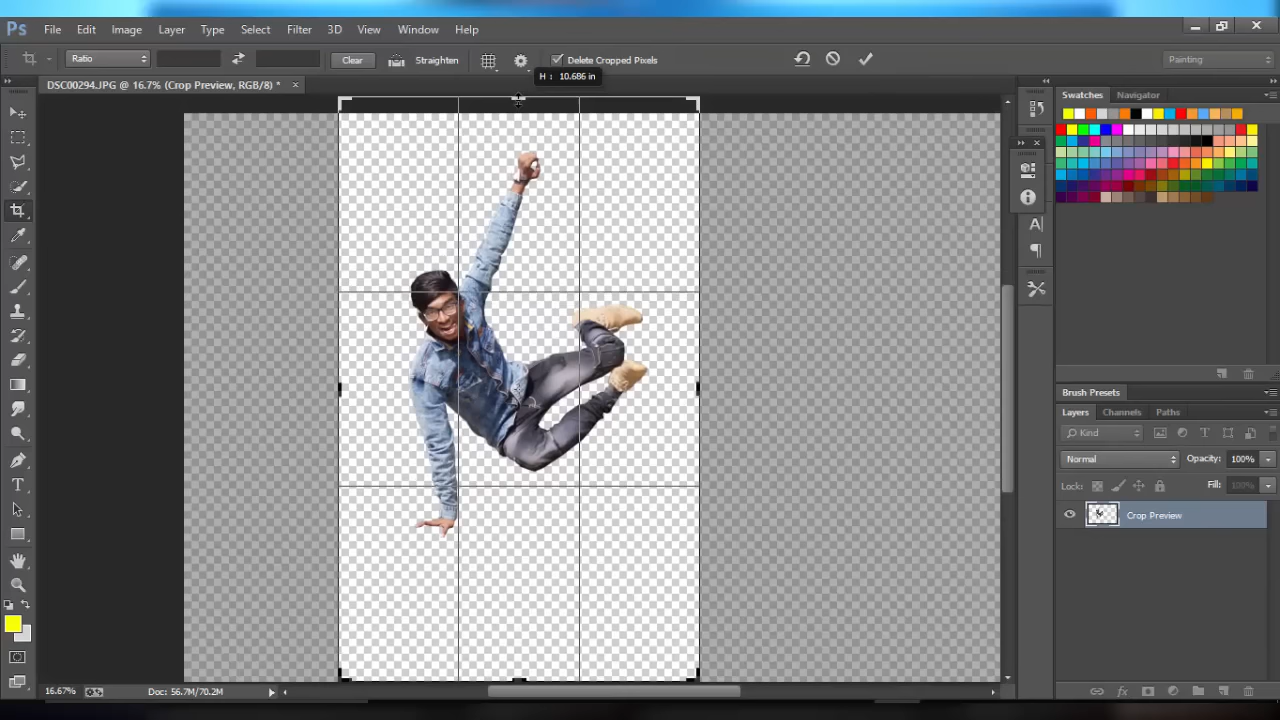 Ps File Edit Image Layer Type Select Filter 3D View Window Help
Ratio Clear Straighten Delete Cropped Pixels Painting
H : 10.686 in
DSC00294.JPG @ 16.7% (Crop Preview, RGB/8) *
Swatches Navigator
Brush Presets
Layers Channels Paths
Kind
Normal Opacity: 100%
Lock: Fill: 100%
Crop Preview
16.67% Doc: 56.7M/70.2M